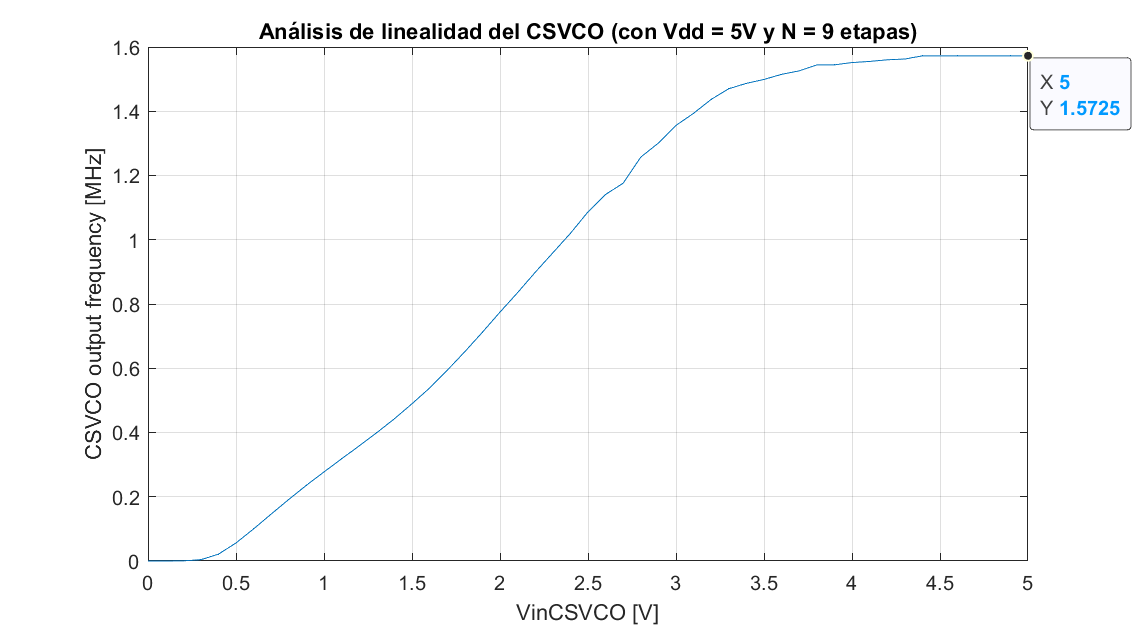 Análisis de linealidad del CSVCO (con Vdd = 5V y N = 9 etapas)
CSVCO output frequency [MHz]
1.6
1.4
1.2
1
0.8
0.6
0.4
0.2
0
X 5
Y 1.5725
0 0.5 1 1.5 2 2.5 3 3.5 4 4.5 5
VinCSVCO [V]